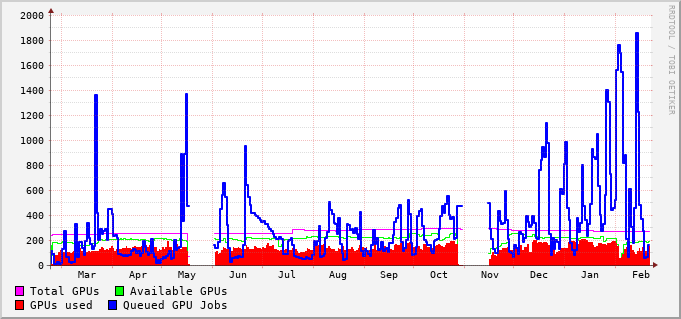 2000
1800
1600
1400
1200
1000
800
600
400
200
0
Mar Apr May Jun Jul Aug Sep Oct Nov Dec Jan Feb
Total GPUs Available GPUs
GPUs used Queued GPU Jobs
RRDTOOL / TOBI OETIKER